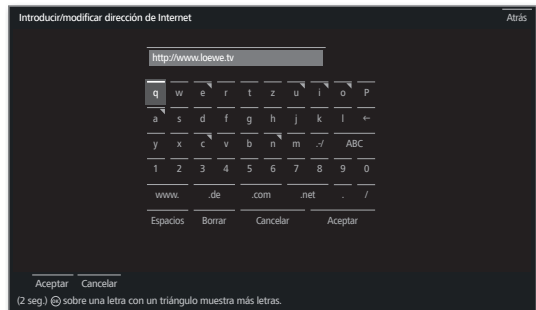 Introducir/modificar dirección de Internet Atrás
http://www.loewe.tv
q w e r t z u i o P
a s d f g h j k l ←
y x c v b n m .-/ ABC
1 2 3 4 5 6 7 8 9 0
www. .de .com .net . /
Espacios Borrar Cancelar Aceptar
Aceptar Cancelar
(2 seg.) OK sobre una letra con un triángulo muestra más letras.